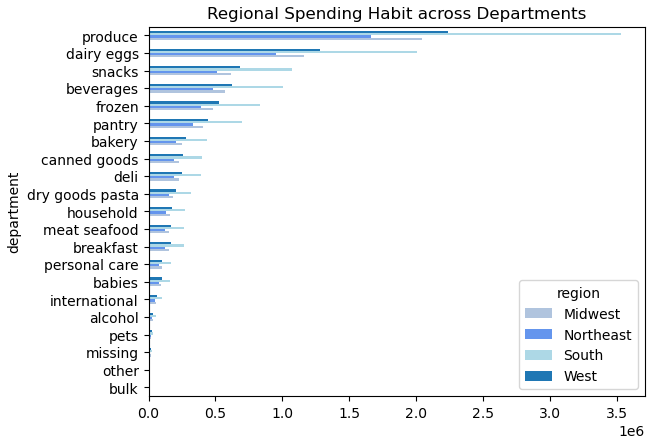 Regional Spending Habit across Departments
department
produce
dairy eggs
snacks
beverages
frozen
pantry
bakery
canned goods
deli
dry goods pasta
household
meat seafood
breakfast
personal care
babies
international
alcohol
pets
missing
other
bulk
region
Midwest
Northeast
South
West
0.0 0.5 1.0 1.5 2.0 2.5 3.0 3.5
1e6